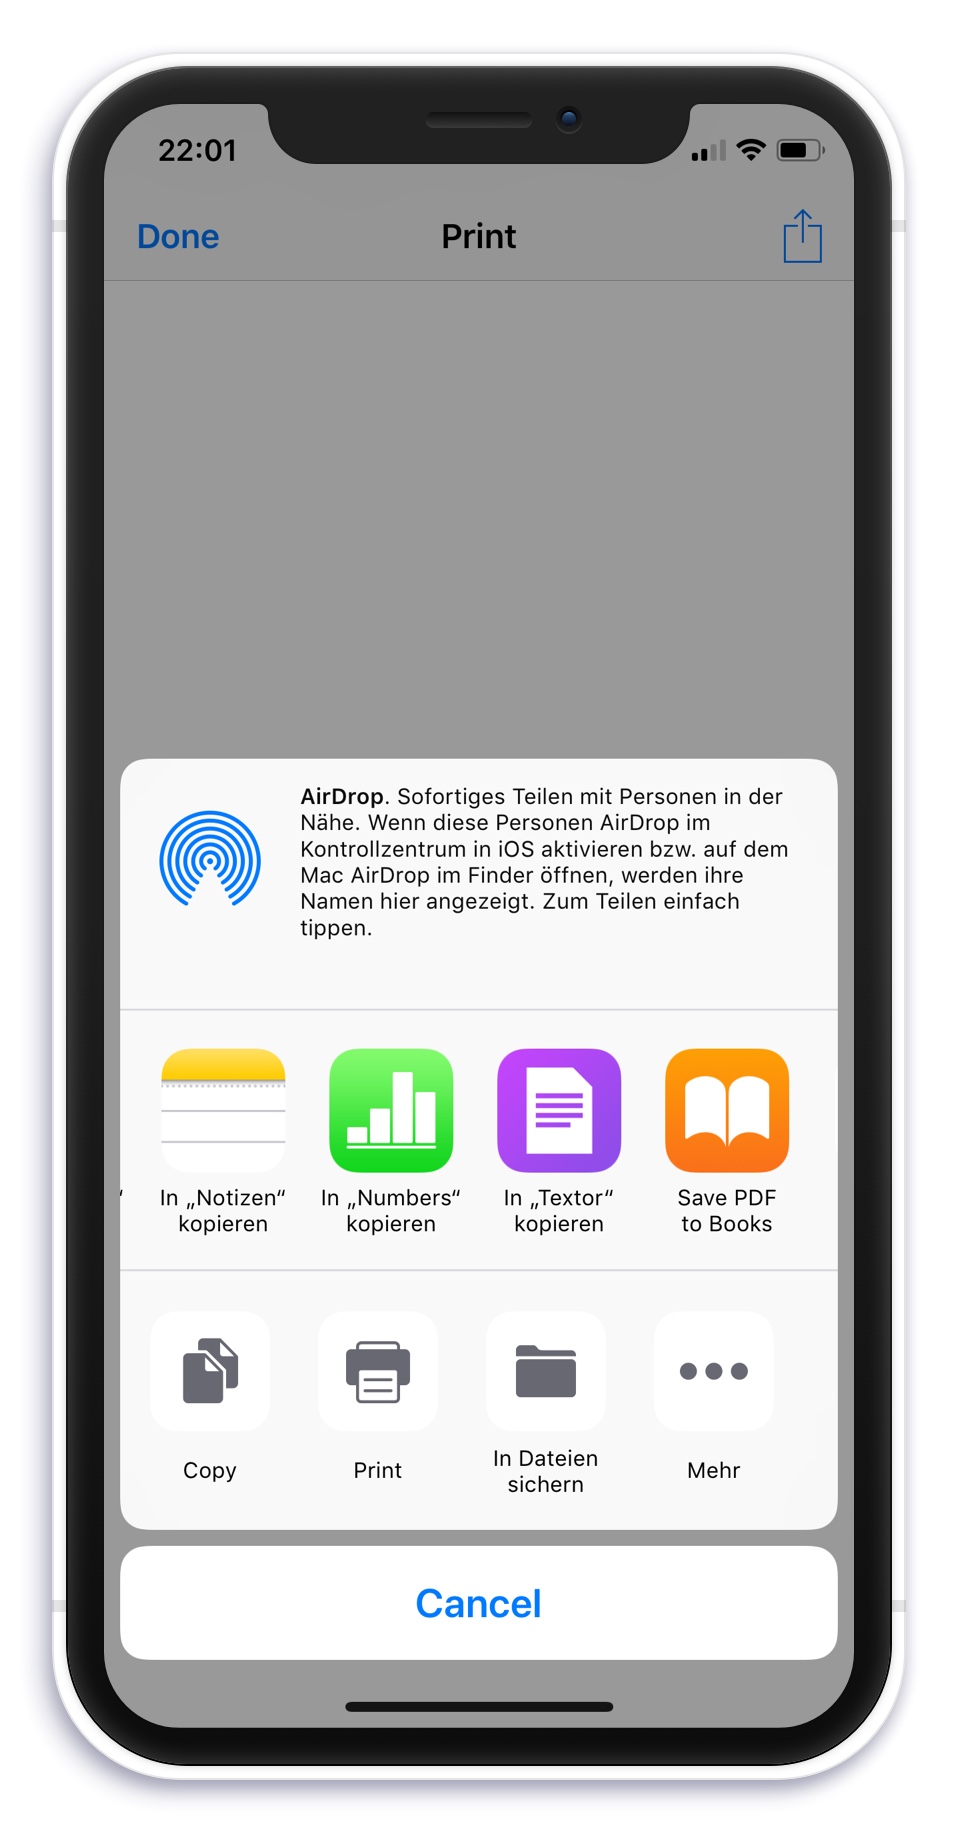 22:01
Done
Print
AirDrop. Sofortiges Teilen mit Personen in der
Nähe. Wenn diese Personen AirDrop im
Kontrollzentrum in iOS aktivieren bzw. auf dem
Mac AirDrop im Finder öffnen, werden ihre
Namen hier angezeigt. Zum Teilen einfach
tippen.
“
In „Notizen“
kopieren
In „Numbers“
kopieren
In „Textor“
kopieren
Save PDF
to Books
Copy
Print
In Dateien
sichern
Mehr
Cancel